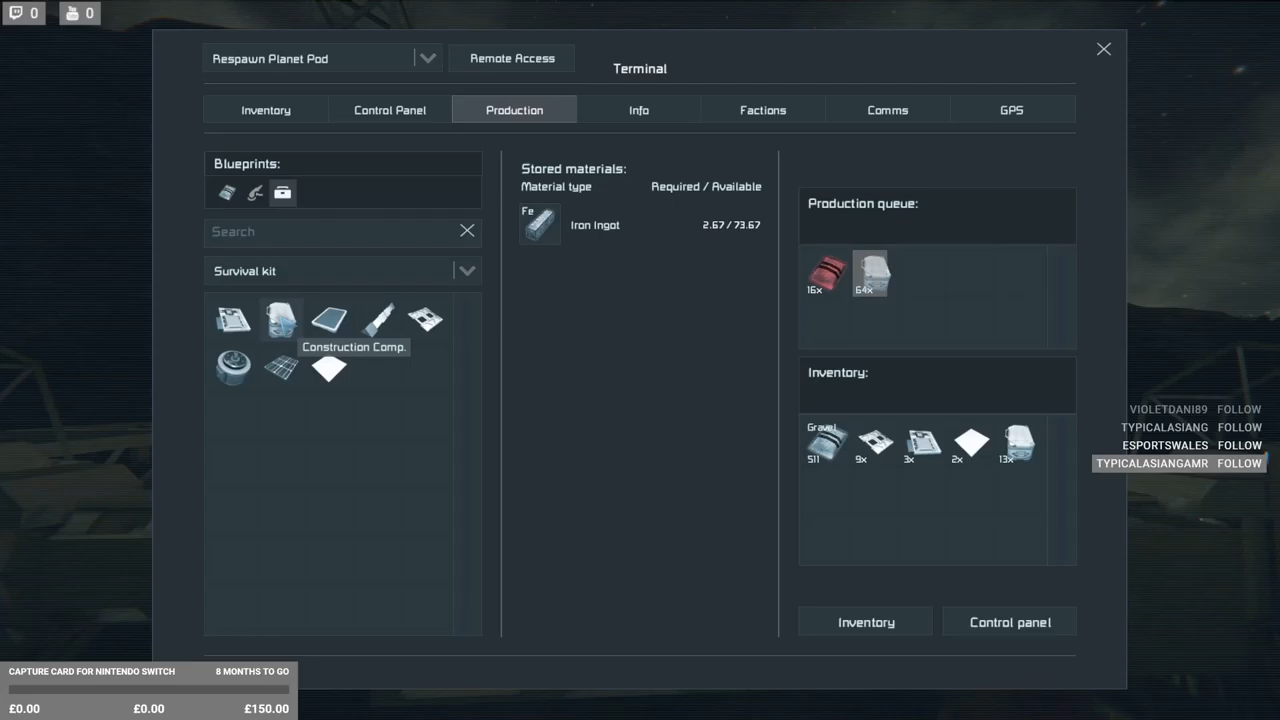 0 0
Respawn Planet Pod
Remote Access
Terminal
Inventory
Control Panel
Production
Info
Factions
Comms
GPS
Blueprints:
Search
Survival kit
Construction Comp.
Stored materials:
Material type Required / Available
Fe
Iron Ingot 2.67 / 73.67
Production queue:
16x 64x
Inventory:
Gravel
511 9x 3x 2x 13x
Inventory
Control panel
VIOLETDANI89 FOLLOW
TYPICALASIANG FOLLOW
ESPORTSWALES FOLLOW
TYPICALASIANGAMR FOLLOW
CAPTURE CARD FOR NINTENDO SWITCH 8 MONTHS TO GO
£0.00 £0.00 £150.00